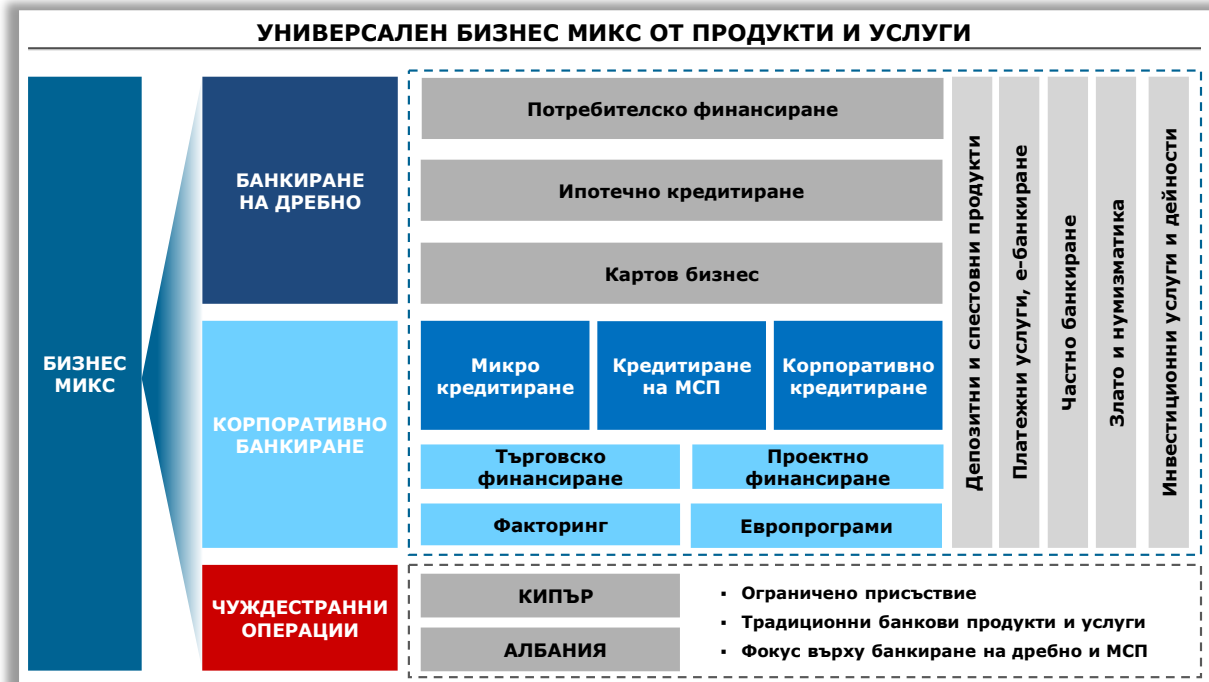 УНИВЕРСАЛЕН БИЗНЕС МИКС ОТ ПРОДУКТИ И УСЛУГИ
БИЗНЕС
МИКС
БАНКИРАНЕ
НА ДРЕБНО
Потребителско финансиране
Ипотечно кредитиране
Картов бизнес
КОРПОРАТИВНО
БАНКИРАНЕ
Микро
кредитиране
Кредитиране
на МСП
Корпоративно
кредитиране
Търговско
финансиране
Проектно
финансиране
Факторинг
Европрограми
Депозитни и спестовни продукти
Платежни услуги, е-банкиране
Частно банкиране
Злато и нумизматика
Инвестиционни услуги и дейности
ЧУЖДЕСТРАННИ
ОПЕРАЦИИ
КИПЪР
АЛБАНИЯ
▪ Ограничено присъствие
▪ Традиционни банкови продукти и услуги
▪ Фокус върху банкиране на дребно и МСП